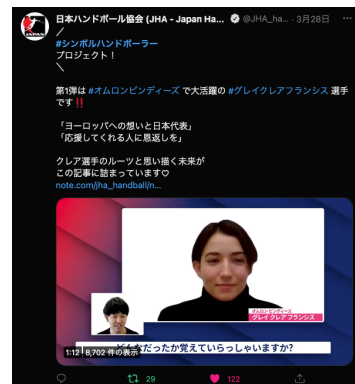 日本ハンドボール協会 (JHA - Japan Ha... @JHA_ha... · 3月28日 ···
／
#シンボルハンドボーラー
プロジェクト！
＼
第1弾は #オムロンピンディーズ で大活躍の #グレイクレアフランシス 選手
です‼️
「ヨーロッパへの想いと日本代表」
「応援してくれる人に恩返しを」
クレア選手のルーツと思い描く未来が
この記事に詰まっています♡
note.com/jha_handball/n...
オムロン ピンディーズ
グレイ クレア フランシス
だったか覚えていらっしゃいますか?
1:12 8,702 件の表示
29
122